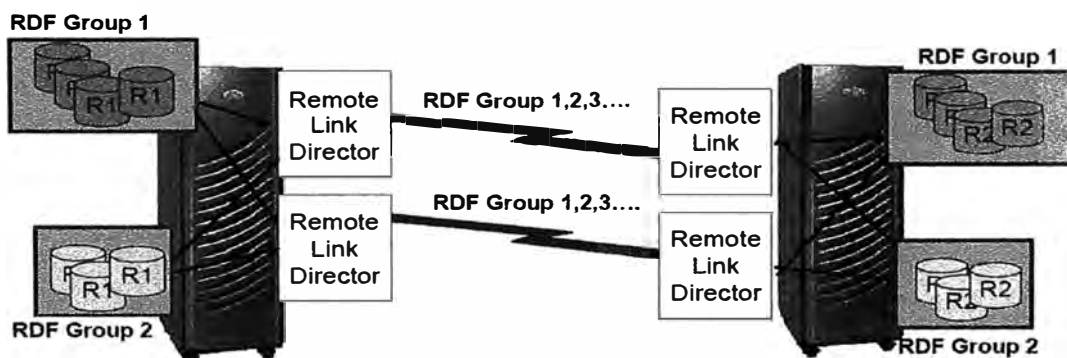 RDF Group 1
R1
R1
Remote
Link
Director
RDF Group 1,2,3....
Remote
Link
Director
RDF Group 1
R2
R2
Remote
Link
Director
RDF Group 1,2,3....
Remote
Link
Director
R1
R1
RDF Group 2
R2
R2
RDF Group 2